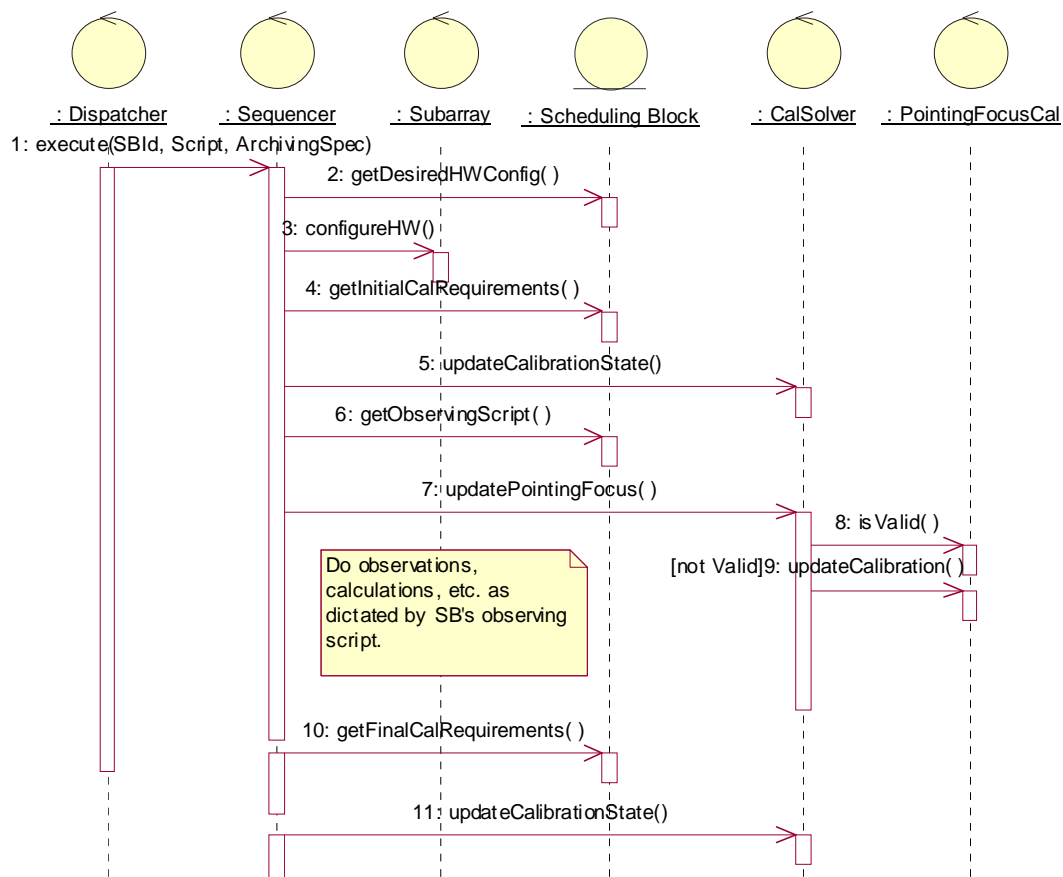 : Dispatcher
: Sequencer
: Subarray
: Scheduling Block
: CalSolver
: PointingFocusCal
1: execute(SBId, Script, ArchivingSpec)
2: getDesiredHWConfig( )
3: configureHW()
4: getInitialCalRequirements( )
5: updateCalibrationState()
6: getObservingScript( )
7: updatePointingFocus( )
8: isValid( )
[not Valid]9: updateCalibration( )
Do observations,
calculations, etc. as
dictated by SB's observing
script.
10: getFinalCalRequirements( )
11: updateCalibrationState()